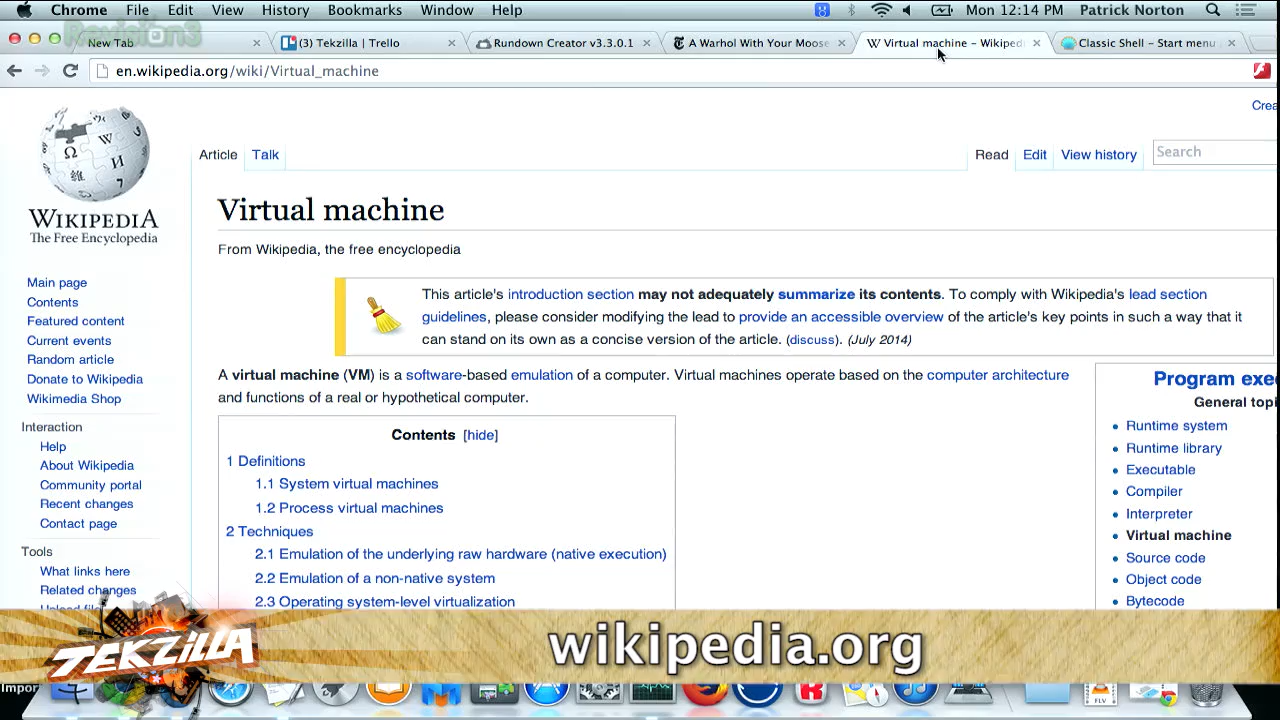 Chrome File Edit View History Bookmarks Window Help Mon 12:14 PM Patrick Norton
Revision3
New Tab (3) Tekzilla | Trello Rundown Creator v3.3.0.1 A Warhol With Your Moose Virtual machine – Wikiped Classic Shell – Start menu
en.wikipedia.org/wiki/Virtual_machine
Crea
Article Talk Read Edit View history Search
WIKIPEDIA
The Free Encyclopedia
Virtual machine
From Wikipedia, the free encyclopedia
Main page
Contents
Featured content
Current events
Random article
Donate to Wikipedia
Wikimedia Shop
Interaction
Help
About Wikipedia
Community portal
Recent changes
Contact page
Tools
What links here
Related changes
This article's introduction section may not adequately summarize its contents. To comply with Wikipedia's lead section
guidelines, please consider modifying the lead to provide an accessible overview of the article's key points in such a way that it
can stand on its own as a concise version of the article. (discuss). (July 2014)
A virtual machine (VM) is a software-based emulation of a computer. Virtual machines operate based on the computer architecture
and functions of a real or hypothetical computer.
Contents [hide]
1 Definitions
1.1 System virtual machines
1.2 Process virtual machines
2 Techniques
2.1 Emulation of the underlying raw hardware (native execution)
2.2 Emulation of a non-native system
2.3 Operating system-level virtualization
Program exe
General topi
Runtime system
Runtime library
Executable
Compiler
Interpreter
Virtual machine
Source code
Object code
Bytecode
TEKZILLA
wikipedia.org
Impor
FLV